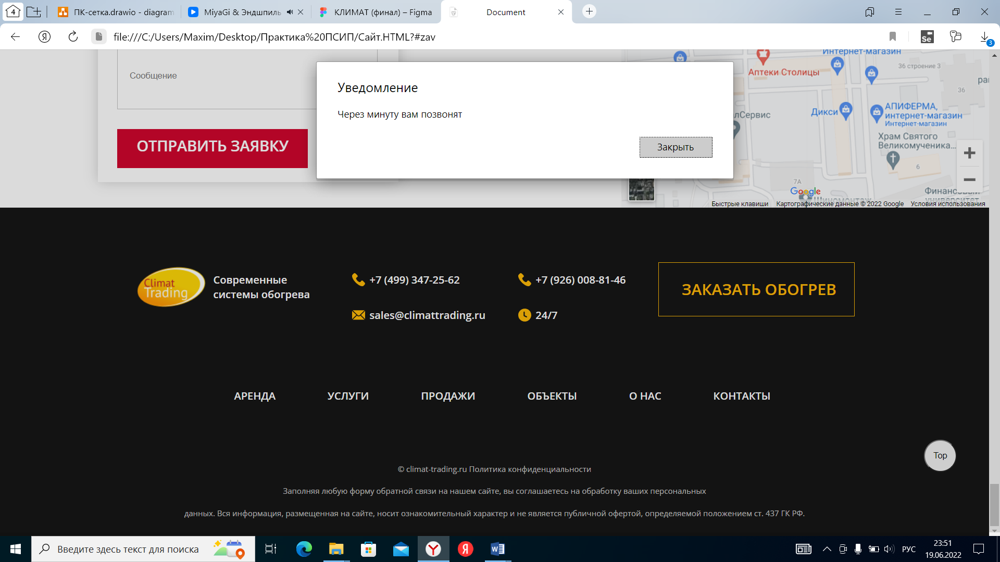 4
ПК-сетка.drawio - diagram
MiyaGi & Эндшпиль
КЛИМАТ (финал) – Figma
Document
Я
file:///C:/Users/Maxim/Desktop/Практика%20ПСИП/Сайт.HTML?#zav
Se
3
Сообщение
ОТПРАВИТЬ ЗАЯВКУ
Уведомление
Через минуту вам позвонят
Закрыть
Интернет-магазин
Аптеки Столицы
36 строение 3
36
Дикси
АПИФЕРМА,
интернет-магазин
Интернет-магазин
Храм Святого
Великомученика...
6
7А
Google
Шиномонтаж
Финансовый
университет
Быстрые клавиши
Картографические данные © 2022 Google
Условия использования
Climat
Trading
Современные
системы обогрева
+7 (499) 347-25-62
+7 (926) 008-81-46
sales@climattrading.ru
24/7
ЗАКАЗАТЬ ОБОГРЕВ
АРЕНДА
УСЛУГИ
ПРОДАЖИ
ОБЪЕКТЫ
О НАС
КОНТАКТЫ
Top
© climat-trading.ru Политика конфиденциальности
Заполняя любую форму обратной связи на нашем сайте, вы соглашаетесь на обработку ваших персональных
данных. Вся информация, размещенная на сайте, носит ознакомительный характер и не является публичной офертой, определяемой положением ст. 437 ГК РФ.
Введите здесь текст для поиска
Я
РУС
23:51
19.06.2022